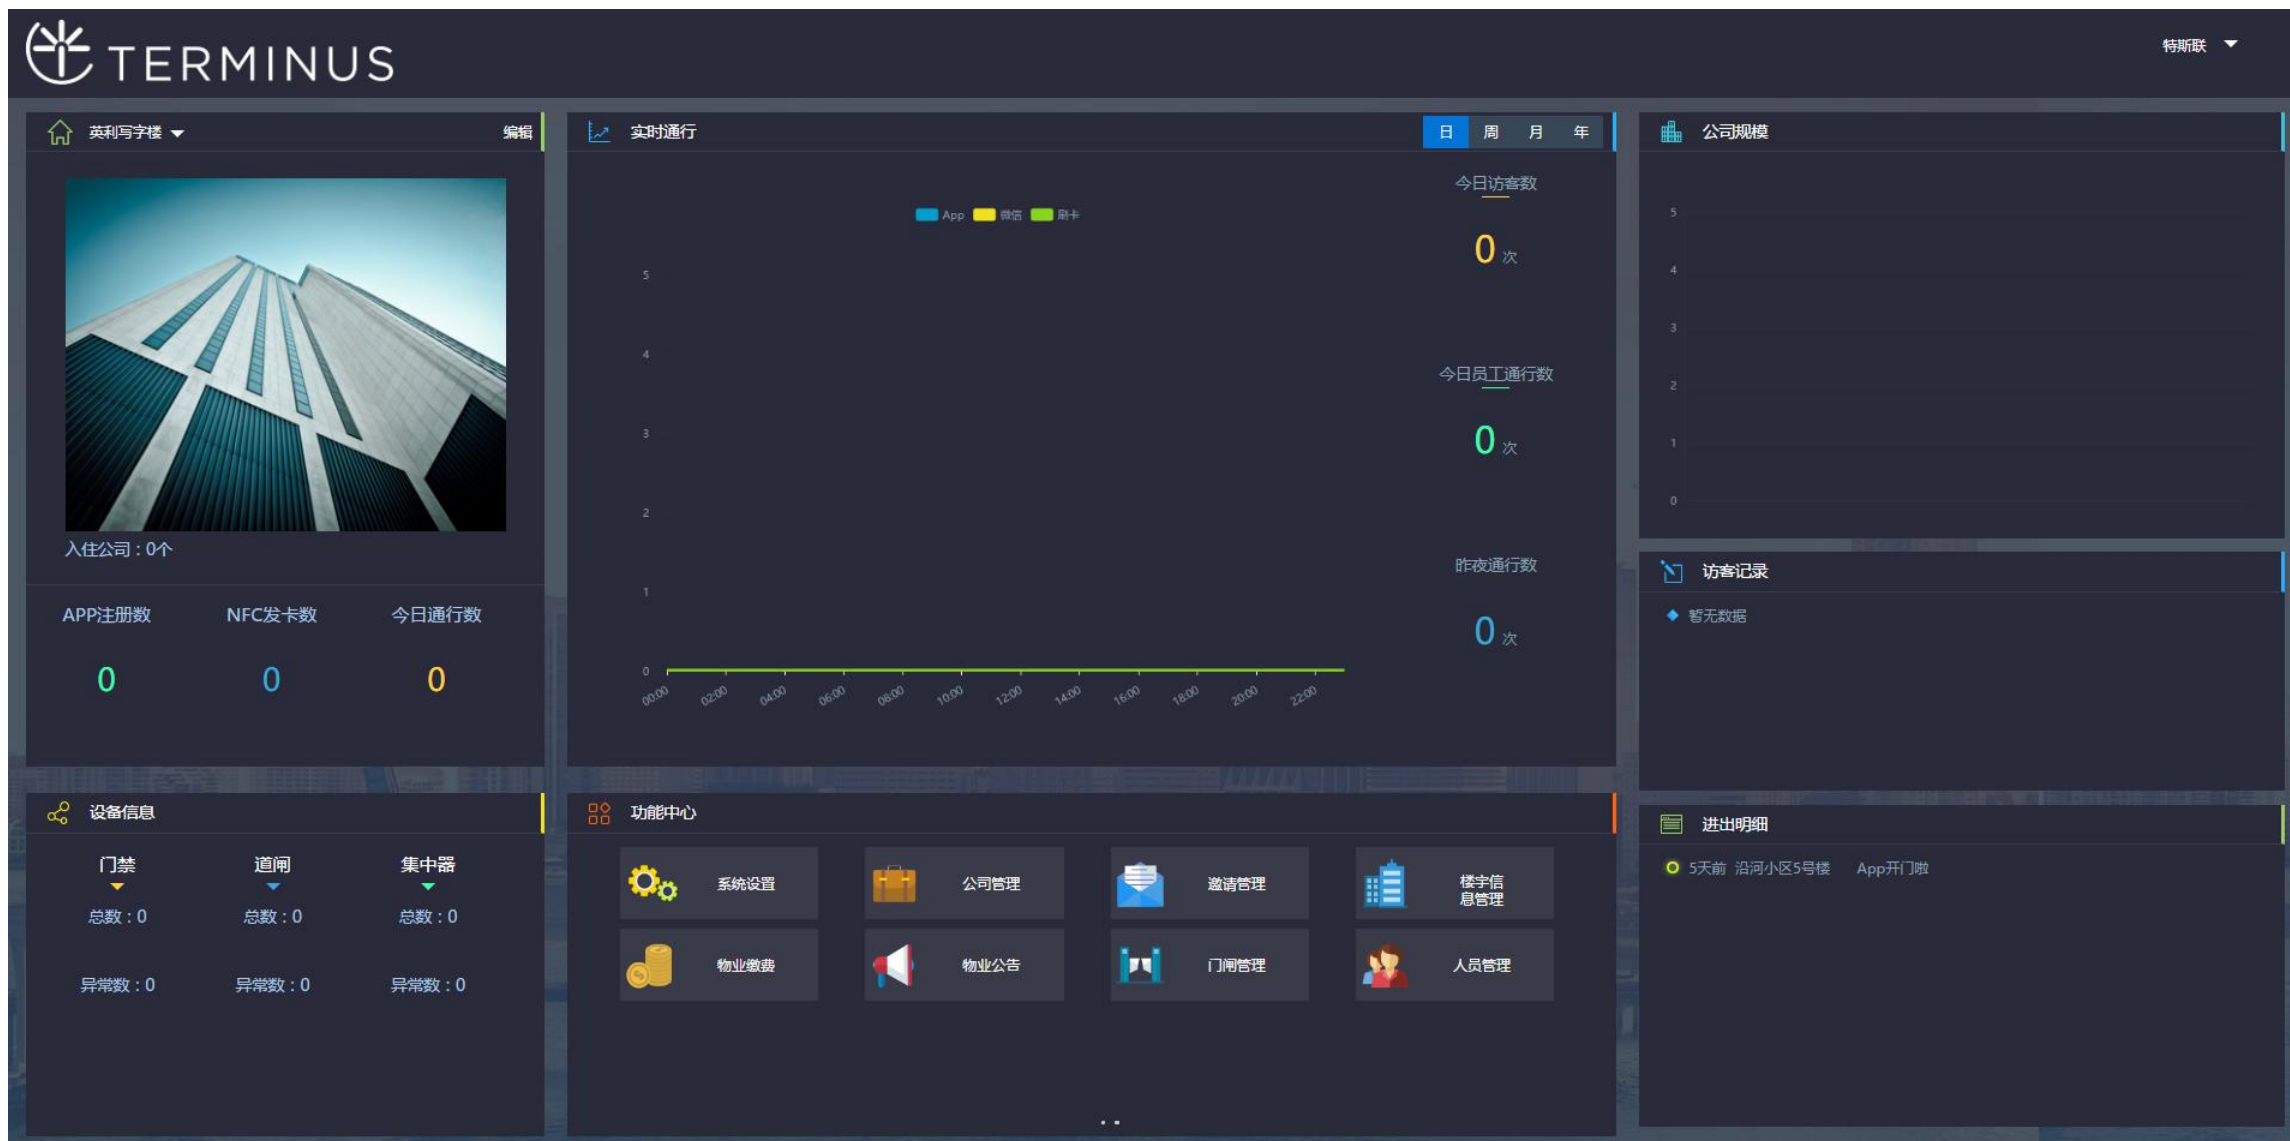 TERMINUS
特斯联
英利写字楼
编辑
入住公司：0个
APP注册数 NFC发卡数 今日通行数
0 0 0
实时通行
日 周 月 年
App 微信 刷卡
5
4
3
2
1
0
00:00 02:00 04:00 06:00 08:00 10:00 12:00 14:00 16:00 18:00 20:00 22:00
今日访客数
0 次
今日员工通行数
0 次
昨夜通行数
0 次
公司规模
5
4
3
2
1
0
访客记录
暂无数据
设备信息
门禁 道闸 集中器
总数：0 总数：0 总数：0
异常数：0 异常数：0 异常数：0
功能中心
系统设置 公司管理 邀请管理 楼宇信
息管理
物业缴费 物业公告 门闸管理 人员管理
进出明细
5天前 沿河小区5号楼 App开门啦